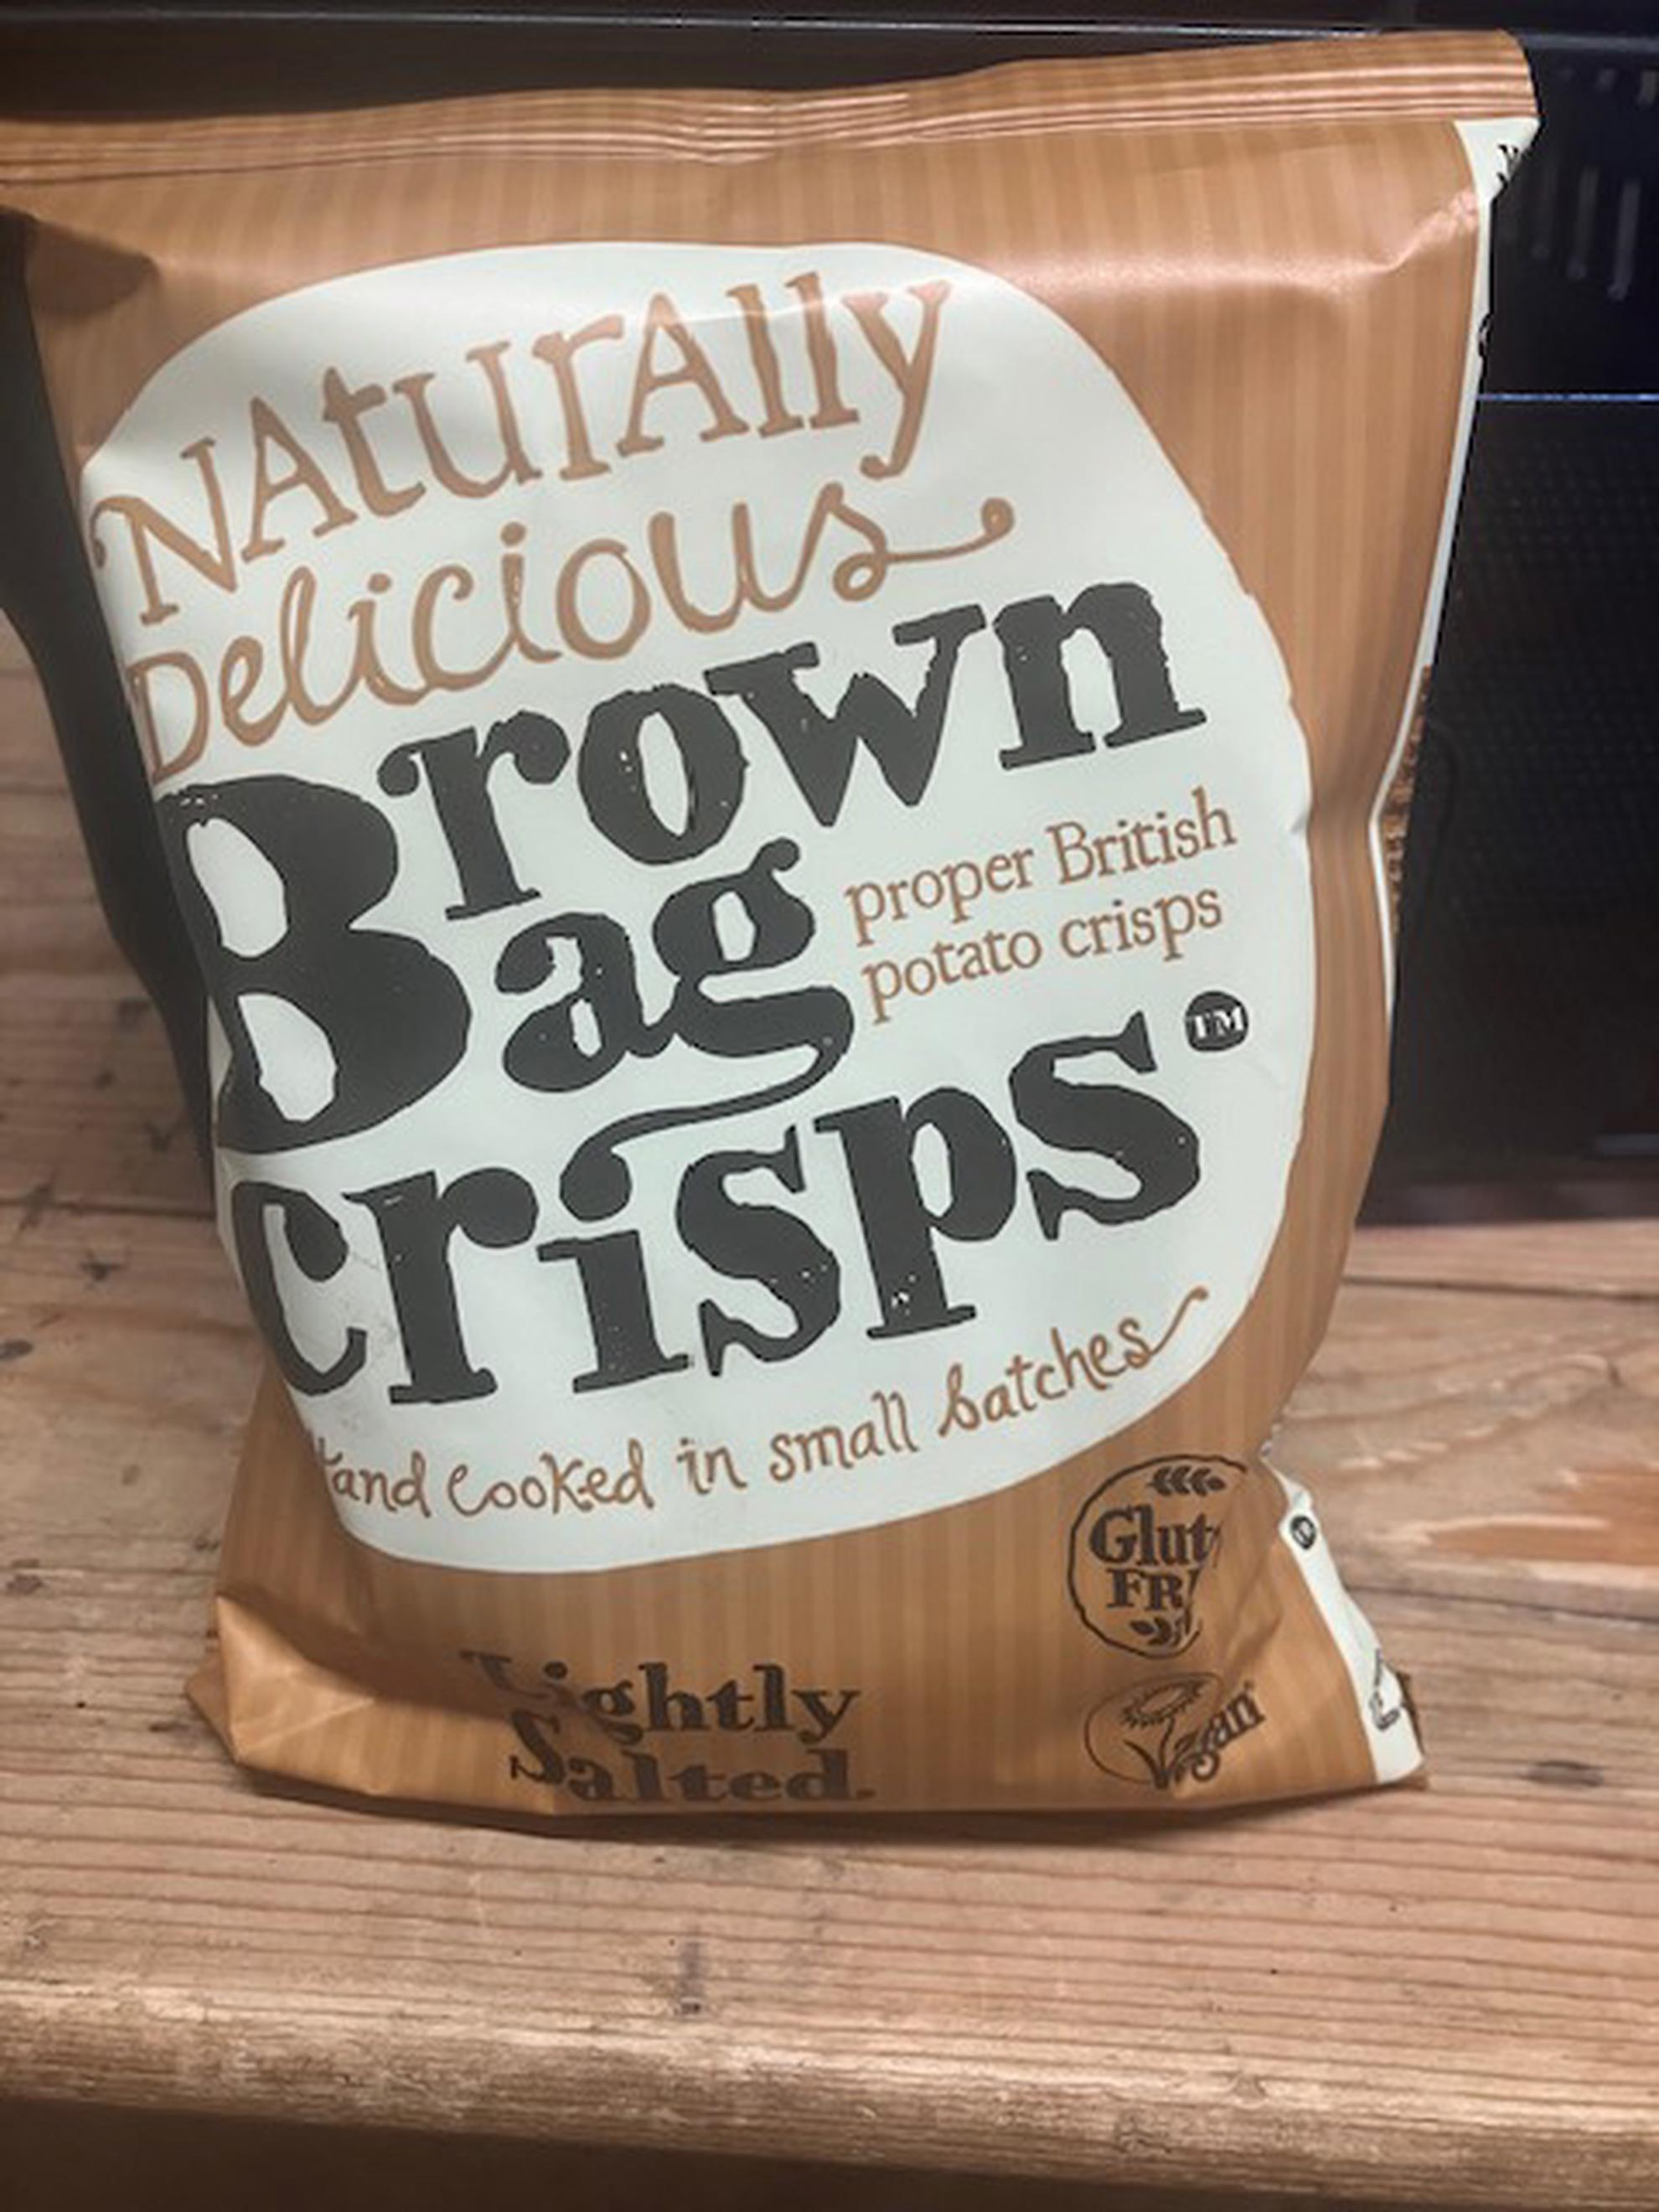 NAturAlly
Delicious
Brown
Bag
proper British
potato crisps
crisps TM
Hand cooked in small batches
Lightly
Salted.
Vegan